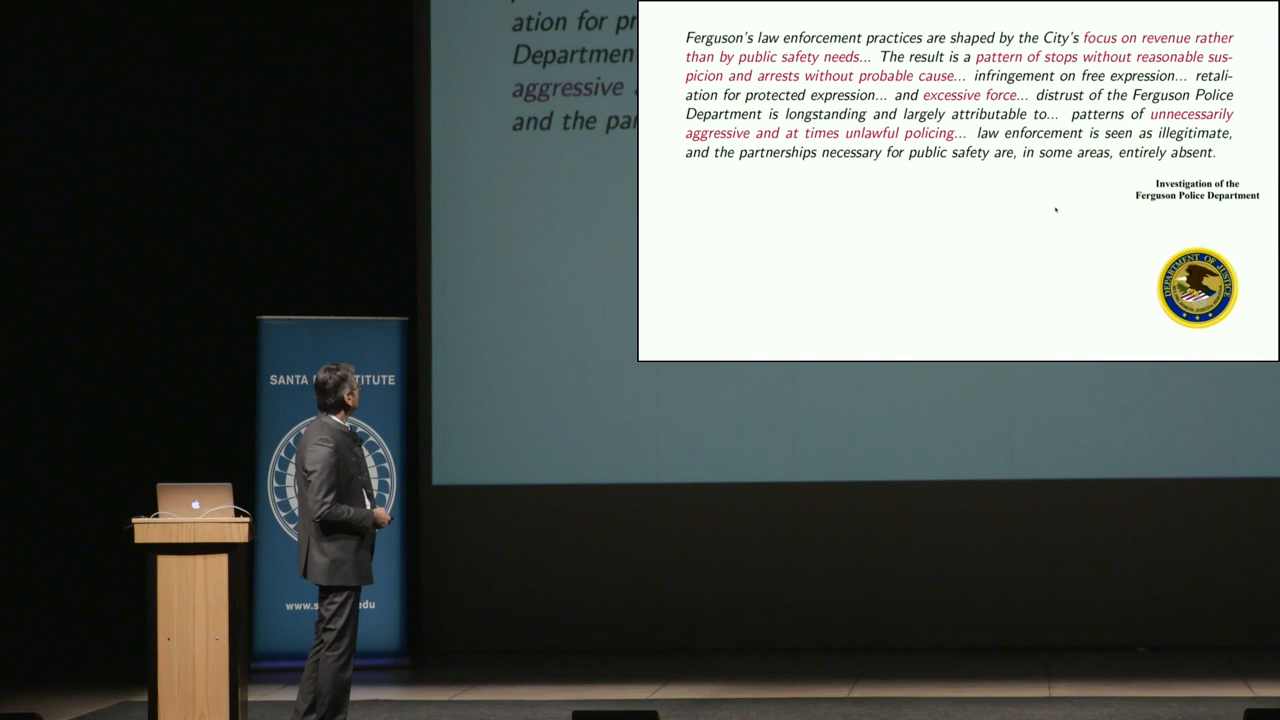 ation for pr
Department
aggressive a
and the par
Ferguson's law enforcement practices are shaped by the City's focus on revenue rather
than by public safety needs... The result is a pattern of stops without reasonable sus-
picion and arrests without probable cause... infringement on free expression... retali-
ation for protected expression... and excessive force... distrust of the Ferguson Police
Department is longstanding and largely attributable to... patterns of unnecessarily
aggressive and at times unlawful policing... law enforcement is seen as illegitimate,
and the partnerships necessary for public safety are, in some areas, entirely absent.
Investigation of the
Ferguson Police Department
DEPARTMENT OF JUSTICE
SANTA F TITUTE
www.s edu